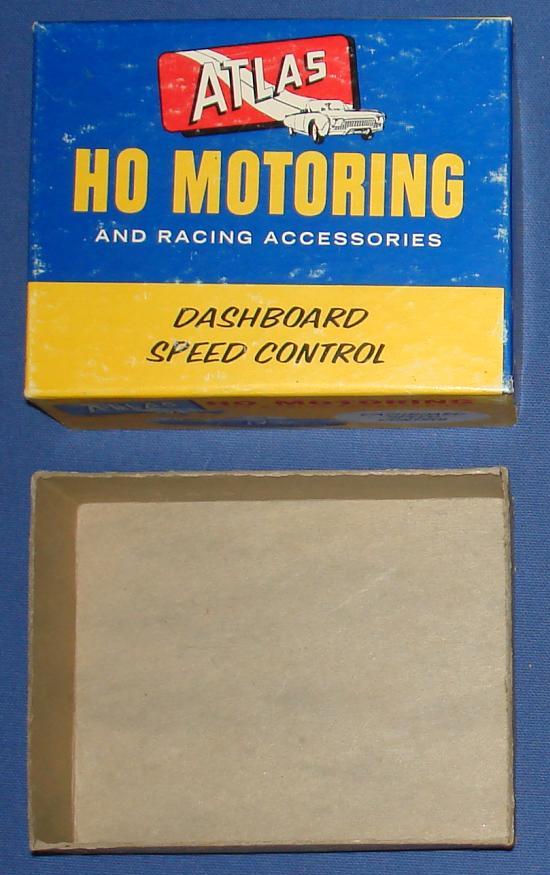 ATLAS
HO MOTORING
AND RACING ACCESSORIES
DASHBOARD
SPEED CONTROL
ATLAS HO MOTORING